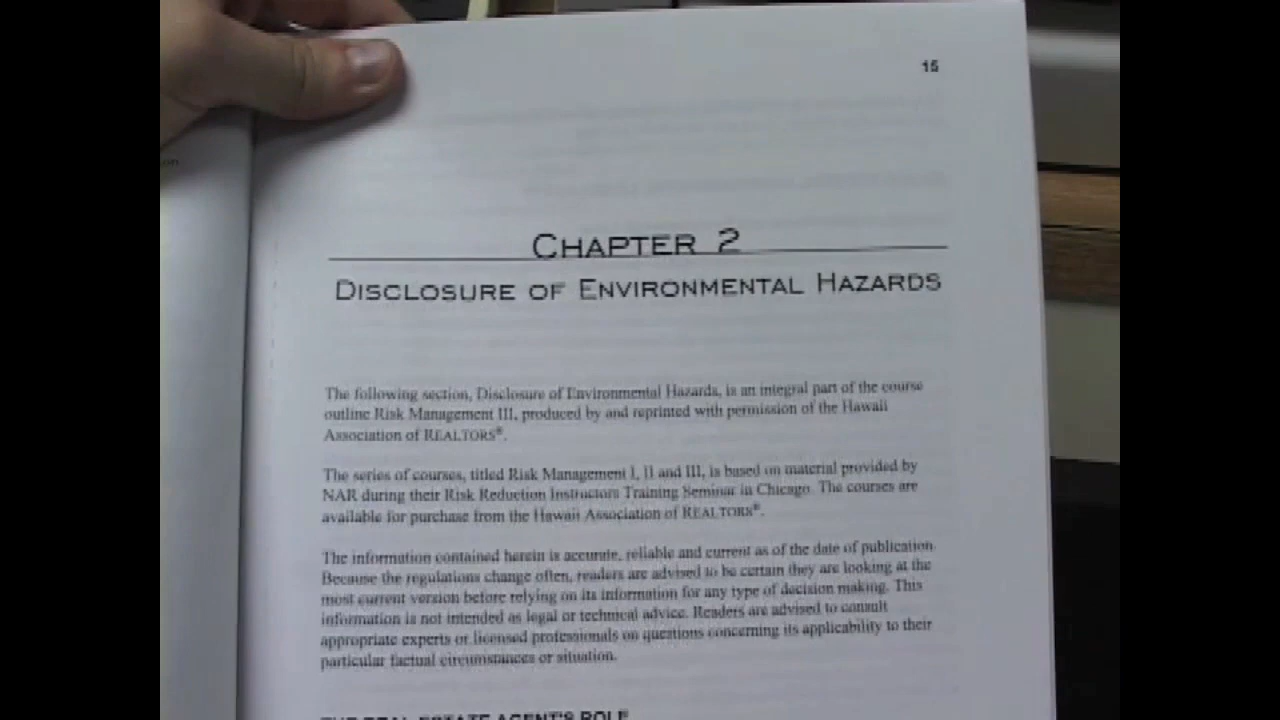 on
15
CHAPTER 2
DISCLOSURE OF ENVIRONMENTAL HAZARDS
The following section, Disclosure of Environmental Hazards, is an integral part of the course
outline Risk Management III, produced by and reprinted with permission of the Hawaii
Association of REALTORS®.
The series of courses, titled Risk Management I, II and III, is based on material provided by
NAR during their Risk Reduction Instructors Training Seminar in Chicago. The courses are
available for purchase from the Hawaii Association of REALTORS®.
The information contained herein is accurate, reliable and current as of the date of publication.
Because the regulations change often, readers are advised to be certain they are looking at the
most current version before relying on its information for any type of decision making. This
information is not intended as legal or technical advice. Readers are advised to consult
appropriate experts or licensed professionals on questions concerning its applicability to their
particular factual circumstances or situation.
THE REAL ESTATE AGENT'S ROLE